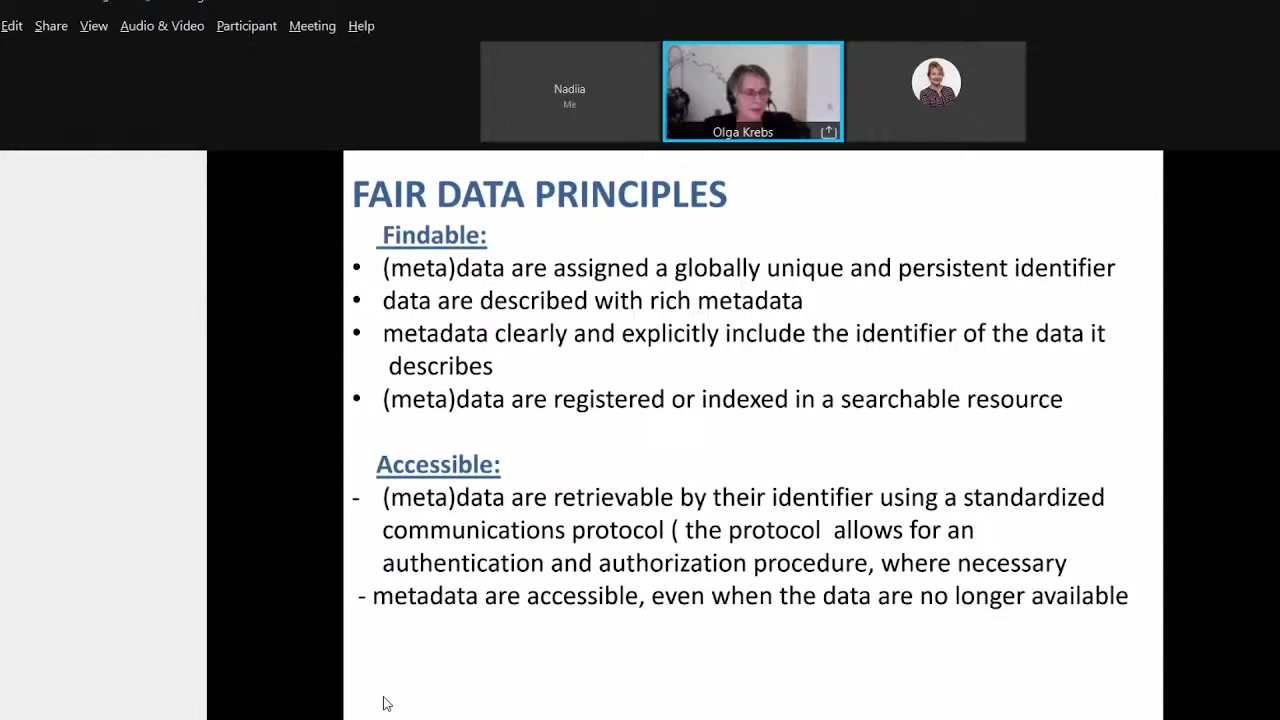 Edit Share View Audio & Video Participant Meeting Help
Nadiia
Me
Olga Krebs
FAIR DATA PRINCIPLES
Findable:
• (meta)data are assigned a globally unique and persistent identifier
• data are described with rich metadata
• metadata clearly and explicitly include the identifier of the data it
describes
• (meta)data are registered or indexed in a searchable resource
Accessible:
- (meta)data are retrievable by their identifier using a standardized
communications protocol ( the protocol allows for an
authentication and authorization procedure, where necessary
- metadata are accessible, even when the data are no longer available